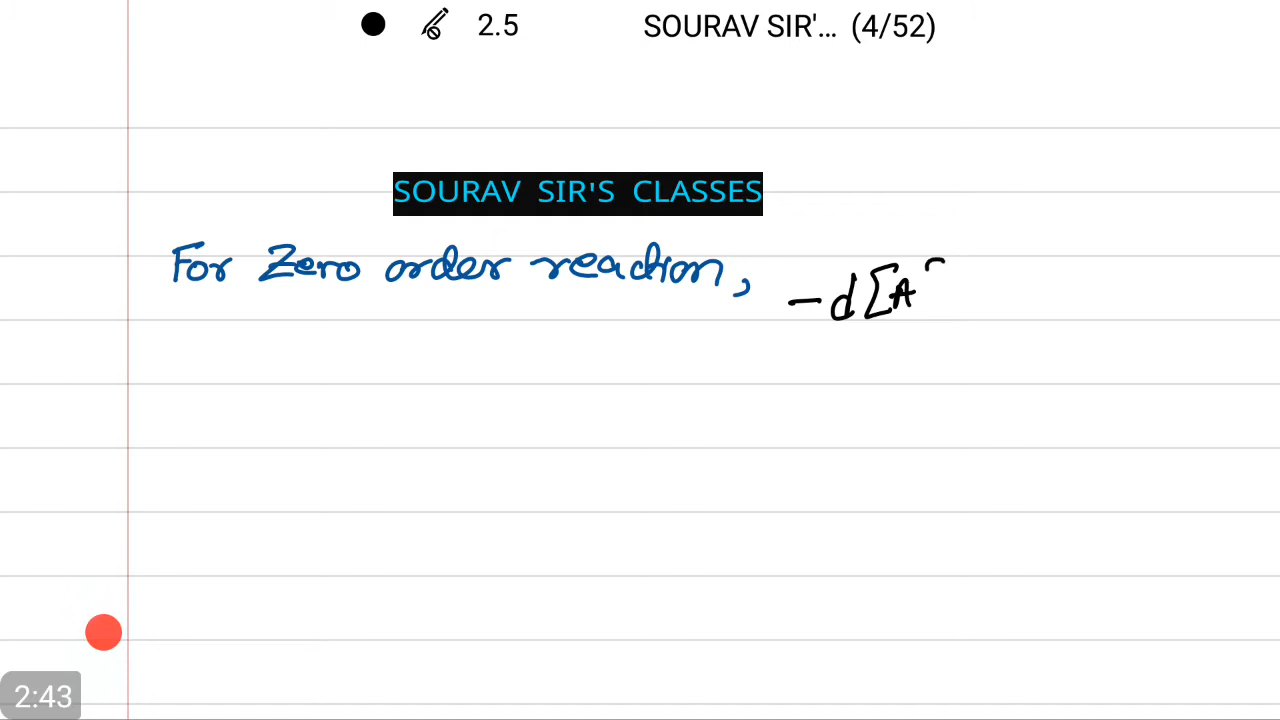 2.5 SOURAV SIR'... (4/52)
SOURAV SIR'S CLASSES
For Zero order reaction, -d[A
2:43